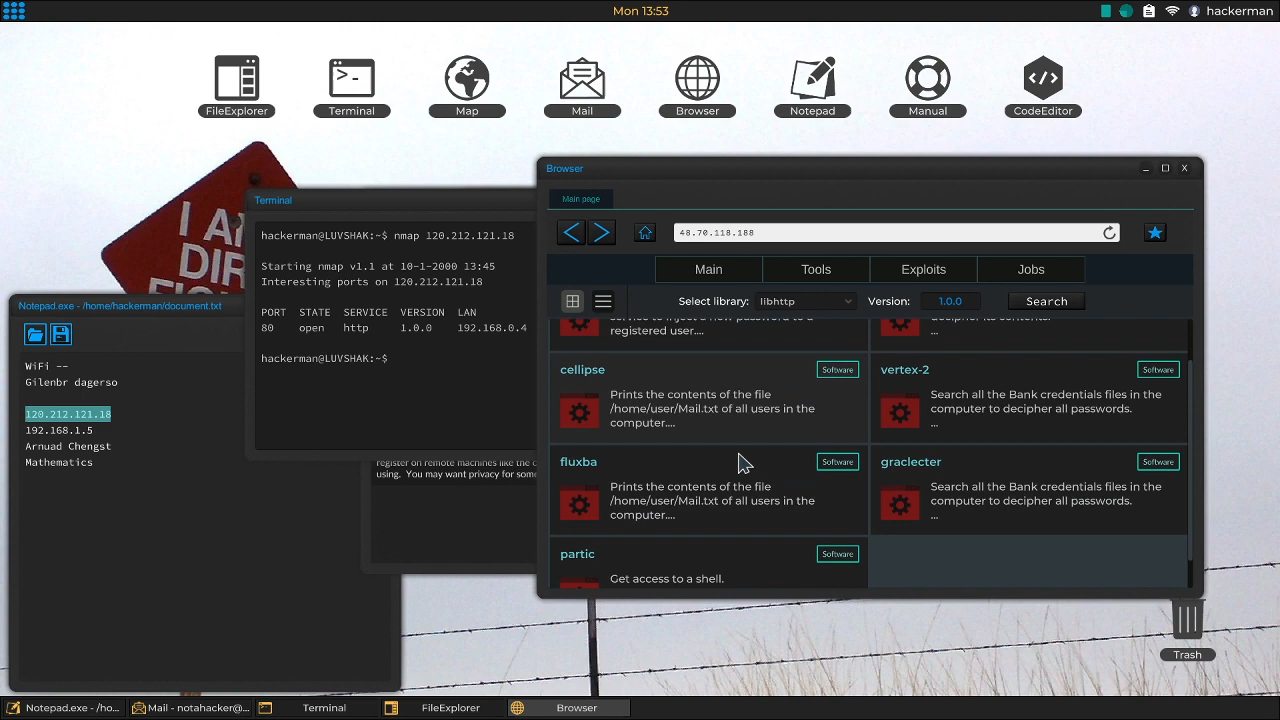 Mon 13:53
hackerman
FileExplorer
Terminal
Map
Mail
Browser
Notepad
Manual
CodeEditor
I A
DIR
Browser
Main page
48.70.118.188
Main
Tools
Exploits
Jobs
Select library:
libhttp
Version:
1.0.0
Search
registered user....
...
cellipse
Software
Prints the contents of the file
/home/user/Mail.txt of all users in the
computer....
vertex-2
Software
Search all the Bank credentials files in the
computer to decipher all passwords.
...
fluxba
Software
Prints the contents of the file
/home/user/Mail.txt of all users in the
computer....
graclecter
Software
Search all the Bank credentials files in the
computer to decipher all passwords.
...
partic
Software
Get access to a shell.
Terminal
hackerman@LUVSHAK:~$ nmap 120.212.121.18
Starting nmap v1.1 at 10-1-2000 13:45
Interesting ports on 120.212.121.18
PORT STATE SERVICE VERSION LAN
80 open http 1.0.0 192.168.0.4
hackerman@LUVSHAK:~$
register on remote machines like the
using. You may want privacy for
Notepad.exe - /home/hackerman/document.txt
WiFi --
Gilenbr dagerso
120.212.121.18
192.168.1.5
Arnuad Chengst
Mathematics
Trash
Notepad.exe - /ho...
Mail - notahacker@...
Terminal
FileExplorer
Browser